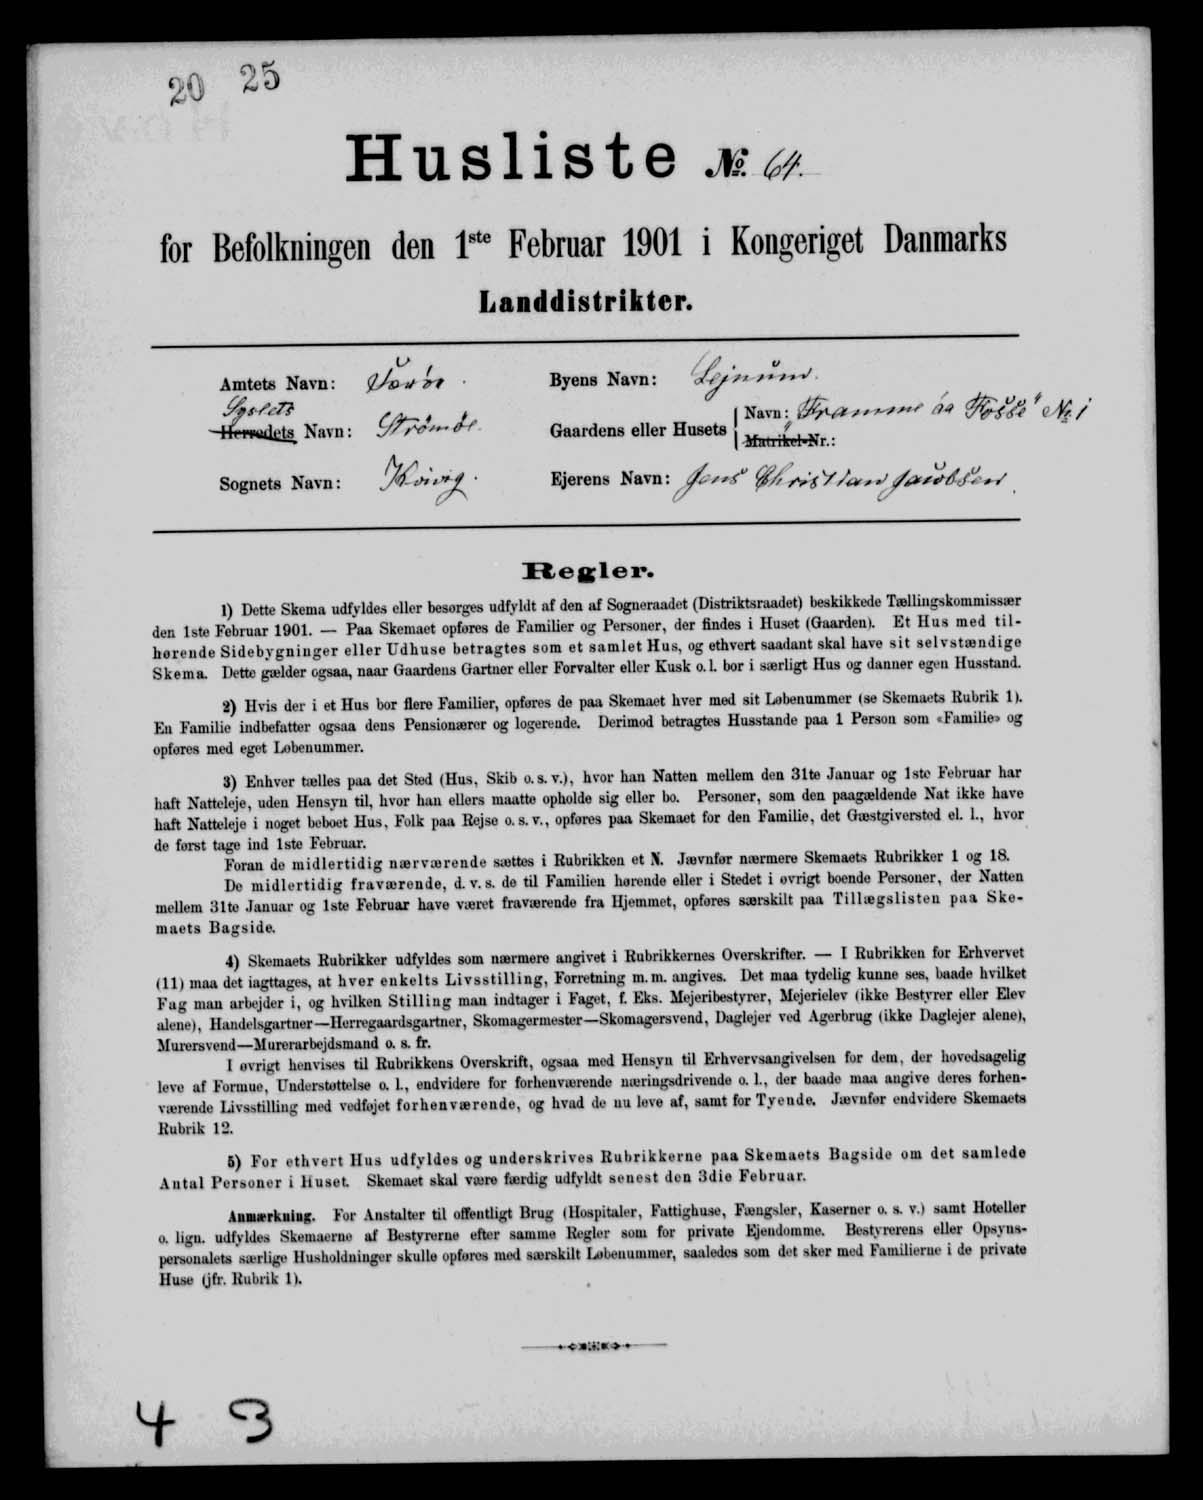 20 25
Husliste No. 64.
for Befolkningen den 1ste Februar 1901 i Kongeriget Danmarks
Landdistrikter.
Amtets Navn: Færöe. Byens Navn: Lejnum.
Syslets
Herredets Navn: Strömöe. Gaardens eller Husets Navn: "Framme áa Fosse" No. 1
Matrikel-Nr.:
Sognets Navn: Kvivig. Ejerens Navn: Jens Christian Jacobsen.
Regler.
1) Dette Skema udfyldes eller besørges udfyldt af den af Sogneraadet (Distriktsraadet) beskikkede Tællingskommissær
den 1ste Februar 1901. — Paa Skemaet opføres de Familier og Personer, der findes i Huset (Gaarden). Et Hus med til-
hørende Sidebygninger eller Udhuse betragtes som et samlet Hus, og ethvert saadant skal have sit selvstændige
Skema. Dette gælder ogsaa, naar Gaardens Gartner eller Forvalter eller Kusk o. l. bor i særligt Hus og danner egen Husstand.
2) Hvis der i et Hus bor flere Familier, opføres de paa Skemaet hver med sit Løbenummer (se Skemaets Rubrik 1).
En Familie indbefatter ogsaa dens Pensionærer og logerende. Derimod betragtes Husstande paa 1 Person som «Familie» og
opføres med eget Løbenummer.
3) Enhver tælles paa det Sted (Hus, Skib o. s. v.), hvor han Natten mellem den 31te Januar og 1ste Februar har
haft Natteleje, uden Hensyn til, hvor han ellers maatte opholde sig eller bo. Personer, som den paagældende Nat ikke have
haft Natteleje i noget beboet Hus, Folk paa Rejse o. s. v., opføres paa Skemaet for den Familie, det Gæstgiversted el. l., hvor
de først tage ind 1ste Februar.
Foran de midlertidig nærværende sættes i Rubrikken et N. Jævnfør nærmere Skemaets Rubrikker 1 og 18.
De midlertidig fraværende, d. v. s. de til Familien hørende eller i Stedet i øvrigt boende Personer, der Natten
mellem 31te Januar og 1ste Februar have været fraværende fra Hjemmet, opføres særskilt paa Tillægslisten paa Ske-
maets Bagside.
4) Skemaets Rubrikker udfyldes som nærmere angivet i Rubrikkernes Overskrifter. — I Rubrikken for Erhvervet
(11) maa det iagttages, at hver enkelts Livsstilling, Forretning m. m. angives. Det maa tydelig kunne ses, baade hvilket
Fag man arbejder i, og hvilken Stilling man indtager i Faget, f. Eks. Mejeribestyrer, Mejerielev (ikke Bestyrer eller Elev
alene), Handelsgartner—Herregaardsgartner, Skomagermester—Skomagersvend, Daglejer ved Agerbrug (ikke Daglejer alene),
Murersvend—Murerarbejdsmand o. s. fr.
I øvrigt henvises til Rubrikkens Overskrift, ogsaa med Hensyn til Erhvervsangivelsen for dem, der hovedsagelig
leve af Formue, Understøttelse o. l., endvidere for forhenværende næringsdrivende o. l., der baade maa angive deres forhen-
værende Livsstilling med vedføjet forhenværende, og hvad de nu leve af, samt for Tyende. Jævnfør endvidere Skemaets
Rubrik 12.
5) For ethvert Hus udfyldes og underskrives Rubrikkerne paa Skemaets Bagside om det samlede
Antal Personer i Huset. Skemaet skal være færdig udfyldt senest den 3die Februar.
Anmærkning. For Anstalter til offentligt Brug (Hospitaler, Fattighuse, Fængsler, Kaserner o. s. v.) samt Hoteller
o. lign. udfyldes Skemaerne af Bestyrerne efter samme Regler som for private Ejendomme. Bestyrerens eller Opsyns-
personalets særlige Husholdninger skulle opføres med særskilt Løbenummer, saaledes som det sker med Familierne i de private
Huse (jfr. Rubrik 1).
4 3